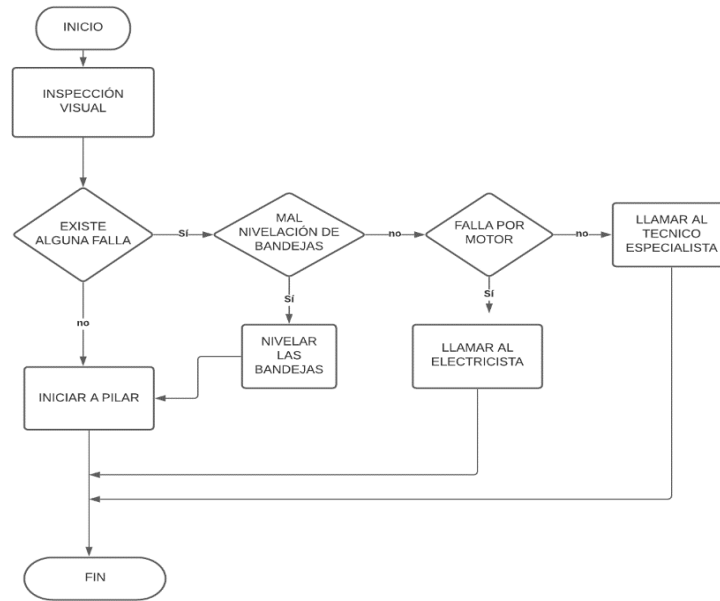 INICIO
INSPECCIÓN
VISUAL
EXISTE
ALGUNA FALLA
Sí
MAL
NIVELACIÓN DE
BANDEJAS
no
FALLA POR
MOTOR
no
LLAMAR AL
TECNICO
ESPECIALISTA
no
Sí
Sí
INICIAR A PILAR
NIVELAR
LAS
BANDEJAS
LLAMAR AL
ELECTRICISTA
FIN